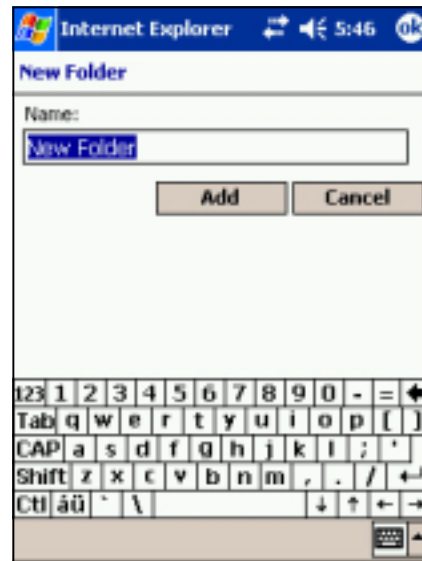 Internet Explorer 5:46 ok
New Folder
Name:
New Folder
Add Cancel
123 1 2 3 4 5 6 7 8 9 0 - = 
Tab q w e r t y u i o p [ ]
CAP a s d f g h j k l ; '
Shift z x c v b n m , . / ↵
Ctl áü ` \ ↓ ↑ ← →